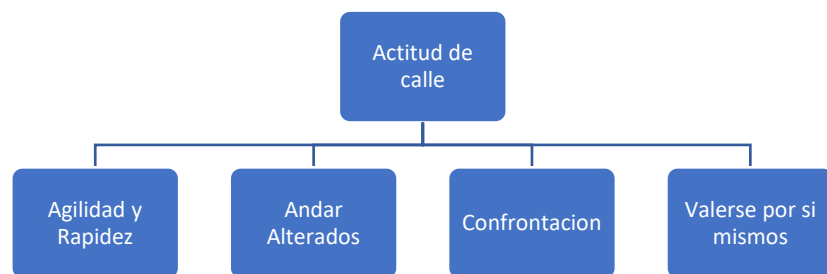 Actitud de
calle
Agilidad y
Rapidez
Andar
Alterados
Confrontacion
Valerse por si
mismos